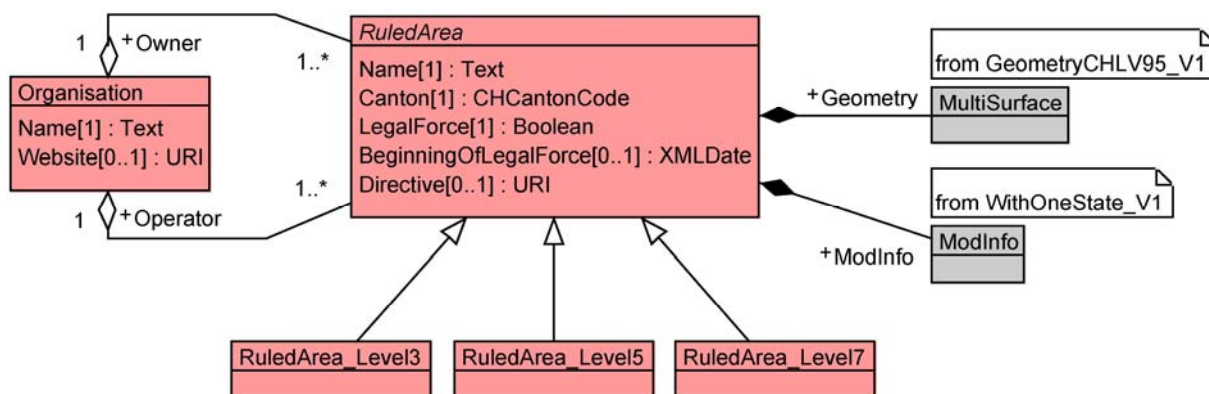 1
+Owner
1..*
Organisation
Name[1] : Text
Website[0..1] : URI
1
+Operator
1..*
RuledArea
Name[1] : Text
Canton[1] : CHCantonCode
LegalForce[1] : Boolean
BeginningOfLegalForce[0..1] : XMLDate
Directive[0..1] : URI
+Geometry
from GeometryCHLV95_V1
MultiSurface
from WithOneState_V1
ModInfo
+ModInfo
RuledArea_Level3
RuledArea_Level5
RuledArea_Level7